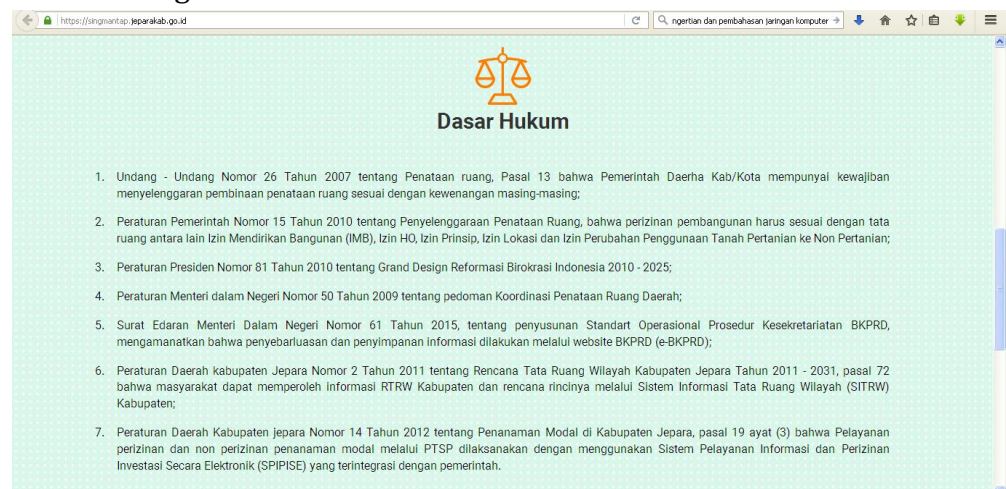 https://singmantap.jeparakab.go.id
ngertian dan pembahasan jaringan komputer
Dasar Hukum
1. Undang - Undang Nomor 26 Tahun 2007 tentang Penataan ruang, Pasal 13 bahwa Pemerintah Daerha Kab/Kota mempunyai kewajiban
menyelenggaran pembinaan penataan ruang sesuai dengan kewenangan masing-masing;
2. Peraturan Pemerintah Nomor 15 Tahun 2010 tentang Penyelenggaraan Penataan Ruang, bahwa perizinan pembangunan harus sesuai dengan tata
ruang antara lain Izin Mendirikan Bangunan (IMB), Izin HO, Izin Prinsip, Izin Lokasi dan Izin Perubahan Penggunaan Tanah Pertanian ke Non Pertanian;
3. Peraturan Presiden Nomor 81 Tahun 2010 tentang Grand Design Reformasi Birokrasi Indonesia 2010 - 2025;
4. Peraturan Menteri dalam Negeri Nomor 50 Tahun 2009 tentang pedoman Koordinasi Penataan Ruang Daerah;
5. Surat Edaran Menteri Dalam Negeri Nomor 61 Tahun 2015, tentang penyusunan Standart Operasional Prosedur Kesekretariatan BKPRD,
mengamanatkan bahwa penyebarluasan dan penyimpanan informasi dilakukan melalui website BKPRD (e-BKPRD);
6. Peraturan Daerah kabupaten Jepara Nomor 2 Tahun 2011 tentang Rencana Tata Ruang Wilayah Kabupaten Jepara Tahun 2011 - 2031, pasal 72
bahwa masyarakat dapat memperoleh informasi RTRW Kabupaten dan rencana rincinya melalui Sistem Informasi Tata Ruang Wilayah (SITRW)
Kabupaten;
7. Peraturan Daerah Kabupaten jepara Nomor 14 Tahun 2012 tentang Penanaman Modal di Kabupaten Jepara, pasal 19 ayat (3) bahwa Pelayanan
perizinan dan non perizinan penanaman modal melalui PTSP dilaksanakan dengan menggunakan Sistem Pelayanan Informasi dan Perizinan
Investasi Secara Elektronik (SPIPISE) yang terintegrasi dengan pemerintah.